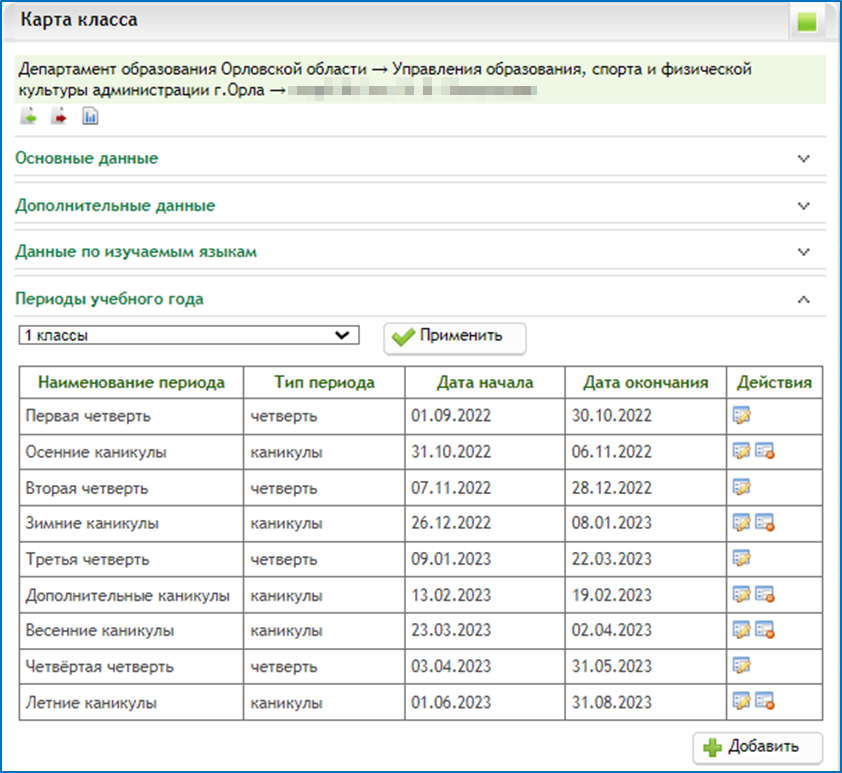 Карта класса
Департамент образования Орловской области → Управления образования, спорта и физической
культуры администрации г.Орла →
Основные данные
Дополнительные данные
Данные по изучаемым языкам
Периоды учебного года
1 классы Применить
Наименование периода Тип периода Дата начала Дата окончания Действия
Первая четверть четверть 01.09.2022 30.10.2022
Осенние каникулы каникулы 31.10.2022 06.11.2022
Вторая четверть четверть 07.11.2022 28.12.2022
Зимние каникулы каникулы 26.12.2022 08.01.2023
Третья четверть четверть 09.01.2023 22.03.2023
Дополнительные каникулы каникулы 13.02.2023 19.02.2023
Весенние каникулы каникулы 23.03.2023 02.04.2023
Четвёртая четверть четверть 03.04.2023 31.05.2023
Летние каникулы каникулы 01.06.2023 31.08.2023
Добавить